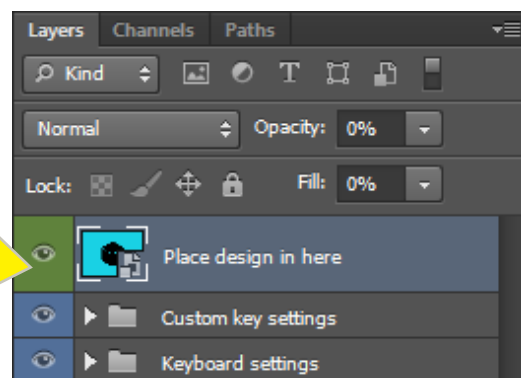 Layers Channels Paths
Kind T
Normal Opacity: 0%
Lock: Fill: 0%
Place design in here
Custom key settings
Keyboard settings